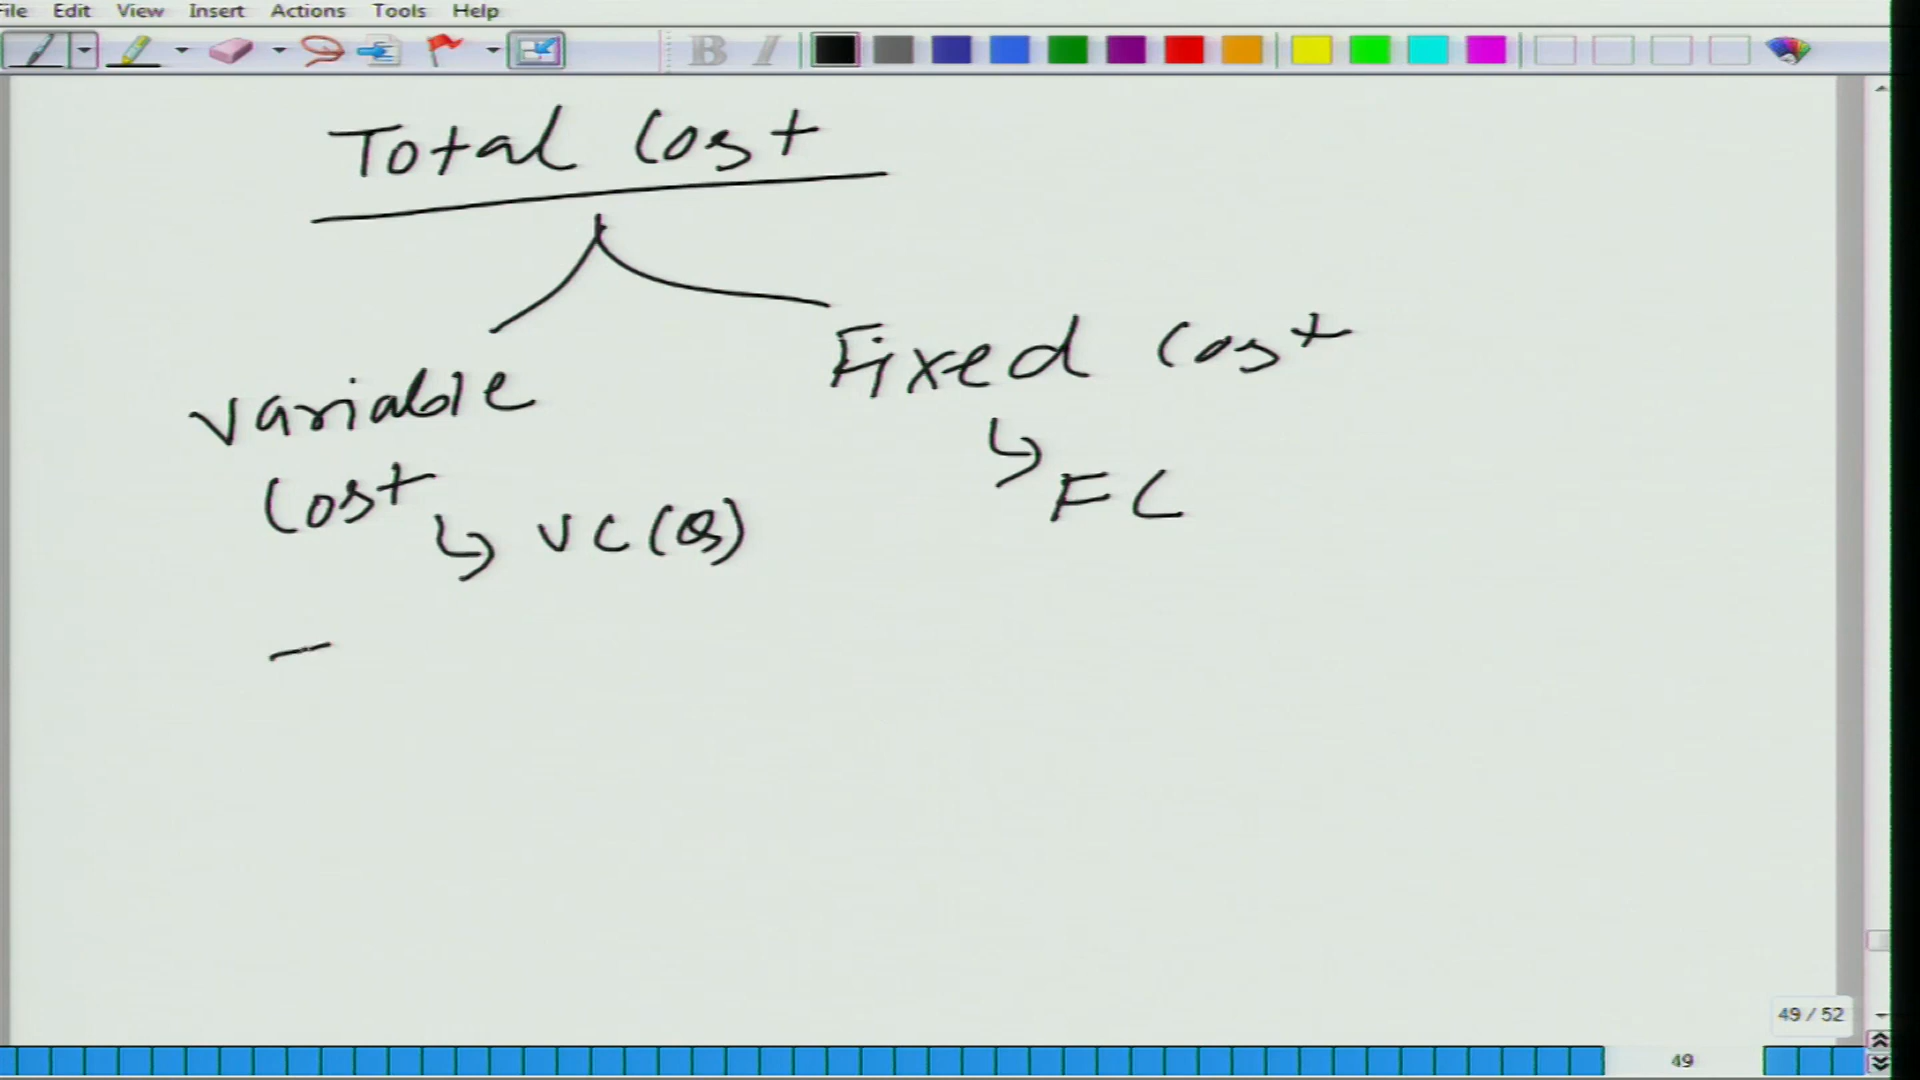 File Edit View Insert Actions Tools Help
B I
Total Cost
Variable
Cost
VC(Q)
Fixed Cost
FC
49 / 52
49